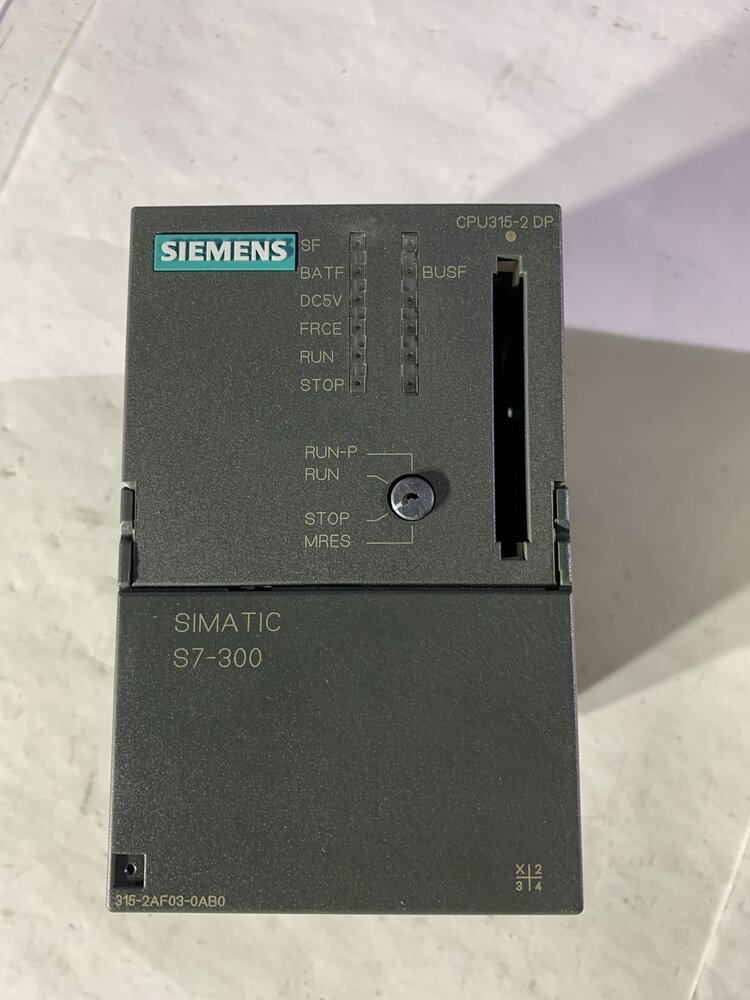 CPU315-2 DP
SIEMENS
SF
BATF
BUSF
DC5V
FRCE
RUN
STOP
RUN-P
RUN
STOP
MRES
SIMATIC
S7-300
X 2
3 4
315-2AF03-0AB0